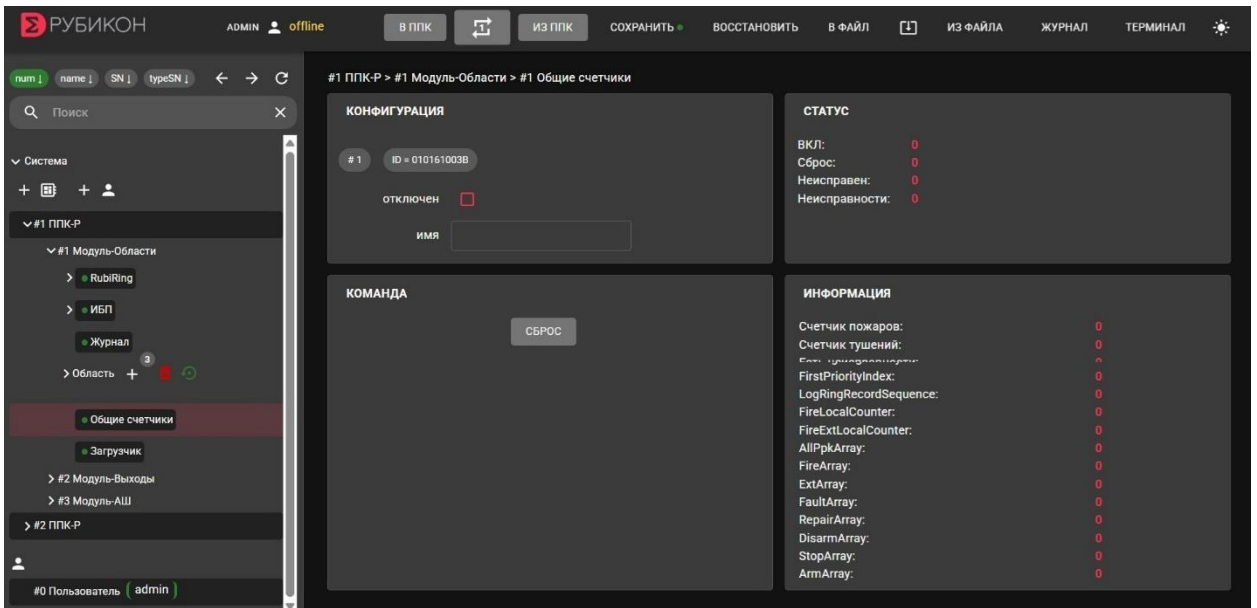 РУБИКОН
ADMIN offline
В ППК
ИЗ ППК
СОХРАНИТЬ
ВОССТАНОВИТЬ
В ФАЙЛ
ИЗ ФАЙЛА
ЖУРНАЛ
ТЕРМИНАЛ
num ↓ name ↓ SN ↓ typeSN ↓
Поиск
Система
#1 ППК-Р
#1 Модуль-Области
RubiRing
ИБП
Журнал
3
Область
Общие счетчики
Загрузчик
#2 Модуль-Выходы
#3 Модуль-АШ
#2 ППК-Р
#0 Пользователь ( admin )
#1 ППК-Р > #1 Модуль-Области > #1 Общие счетчики
КОНФИГУРАЦИЯ
# 1 ID = 010161003B
отключен
имя
СТАТУС
ВКЛ: 0
Сброс: 0
Неисправен: 0
Неисправности: 0
КОМАНДА
СБРОС
ИНФОРМАЦИЯ
Счетчик пожаров: 0
Счетчик тушений: 0
FirstPriorityIndex: 0
LogRingRecordSequence: 0
FireLocalCounter: 0
FireExtLocalCounter: 0
AllPpkArray: 0
FireArray: 0
ExtArray: 0
FaultArray: 0
RepairArray: 0
DisarmArray: 0
StopArray: 0
ArmArray: 0